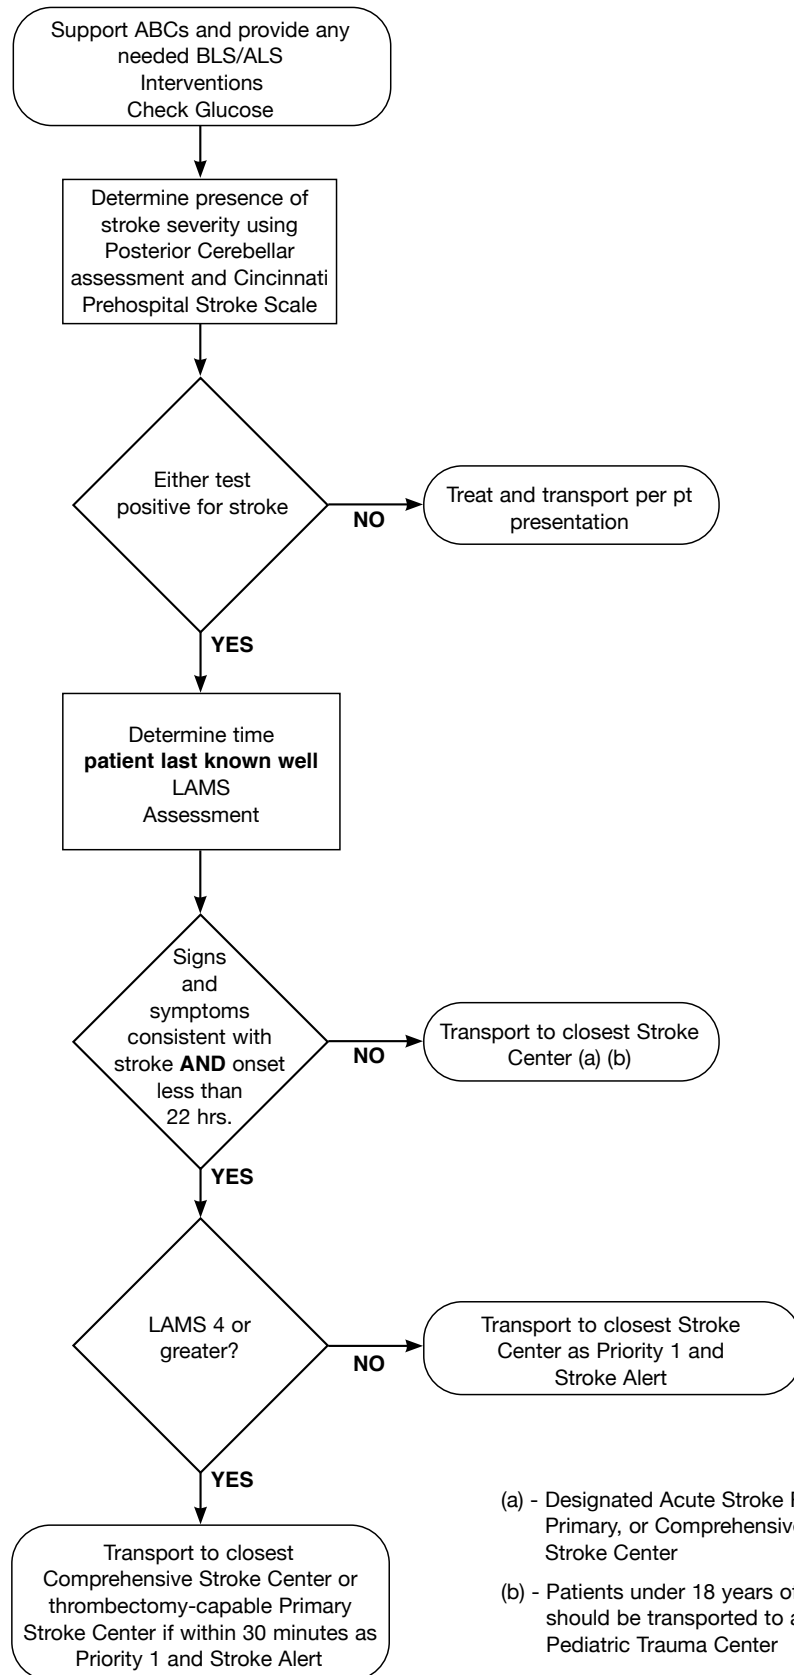 Support ABCs and provide any
needed BLS/ALS
Interventions
Check Glucose
Determine presence of
stroke severity using
Posterior Cerebellar
assessment and Cincinnati
Prehospital Stroke Scale
Either test
positive for stroke
NO
Treat and transport per pt
presentation
YES
Determine time
patient last known well
LAMS
Assessment
Signs
and
symptoms
consistent with
stroke AND onset
less than
22 hrs.
NO
Transport to closest Stroke
Center (a) (b)
YES
LAMS 4 or
greater?
NO
Transport to closest Stroke
Center as Priority 1 and
Stroke Alert
YES
Transport to closest
Comprehensive Stroke Center or
thrombectomy-capable Primary
Stroke Center if within 30 minutes as
Priority 1 and Stroke Alert
(a) - Designated Acute Stroke
Primary, or Comprehensive
Stroke Center
(b) - Patients under 18 years of
should be transported to a
Pediatric Trauma Center